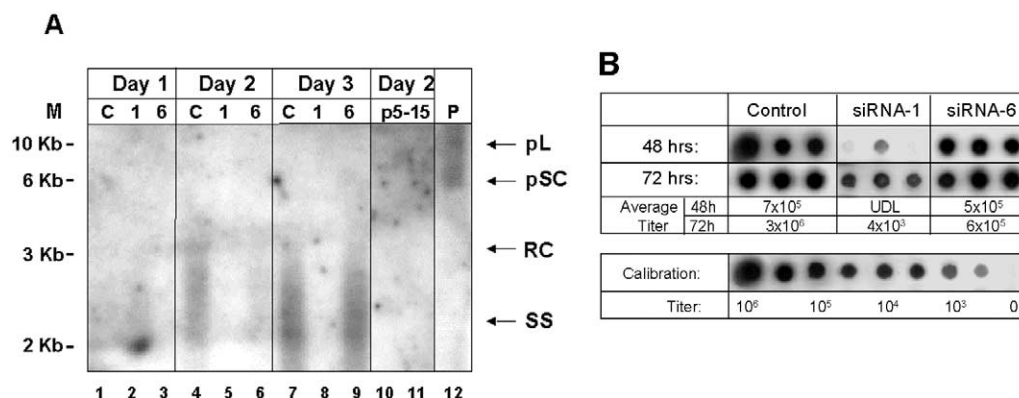 A
Day 1 Day 2 Day 3 Day 2
M C 1 6 C 1 6 C 1 6 p5-15 P
10 Kb
6 Kb
3 Kb
2 Kb
pL
pSC
RC
SS
1 2 3 4 5 6 7 8 9 10 11 12
B
Control siRNA-1 siRNA-6
48 hrs:
72 hrs:
Average 48h 7x10⁵ UDL 5x10⁵
Titer 72h 3x10⁶ 4x10³ 6x10⁵
Calibration:
Titer: 10⁶ 10⁵ 10⁴ 10³ 0